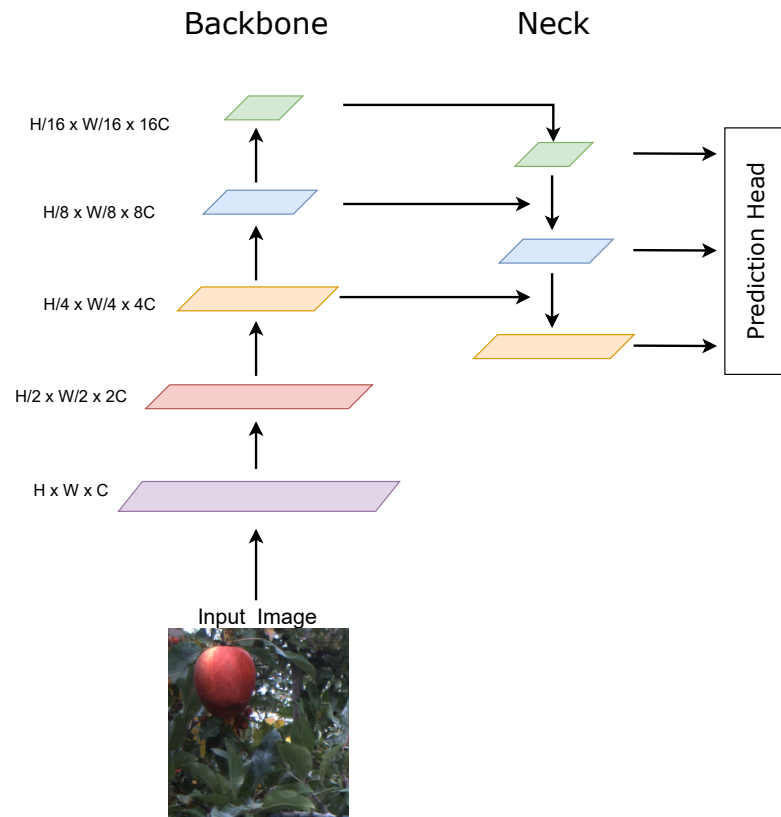 Backbone
Neck
H/16 x W/16 x 16C
H/8 x W/8 x 8C
H/4 x W/4 x 4C
H/2 x W/2 x 2C
H x W x C
Input Image
Prediction Head